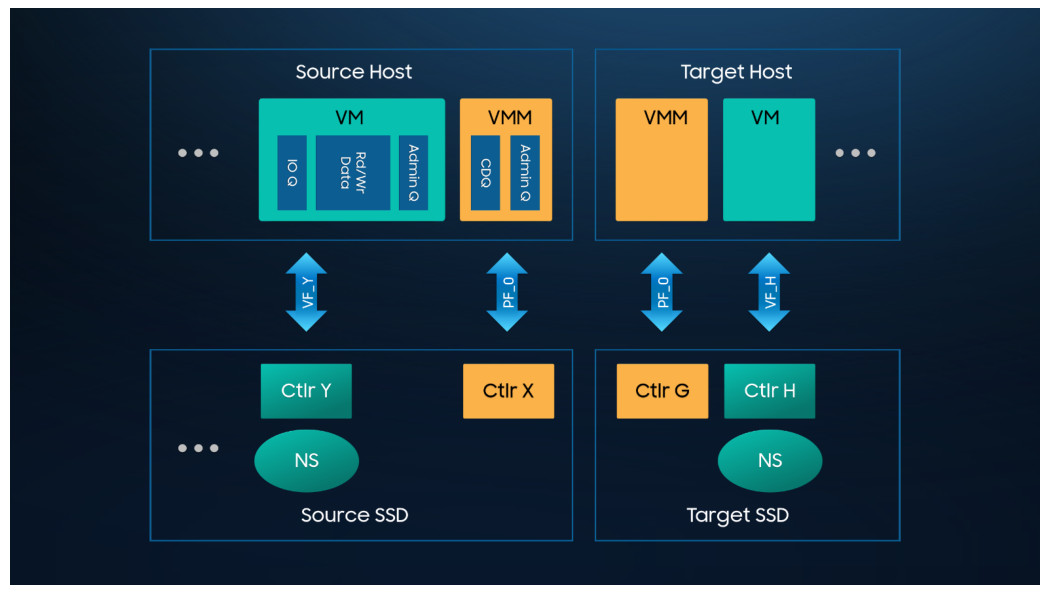 Source Host
VM
IO Q
Rd/Wr
Data
Admin Q
VMM
CDQ
Admin Q
Target Host
VMM
VM
VF_Y
PF_0
PF_0
VF_H
Ctlr Y
Ctlr X
NS
Source SSD
Ctlr G
Ctlr H
NS
Target SSD